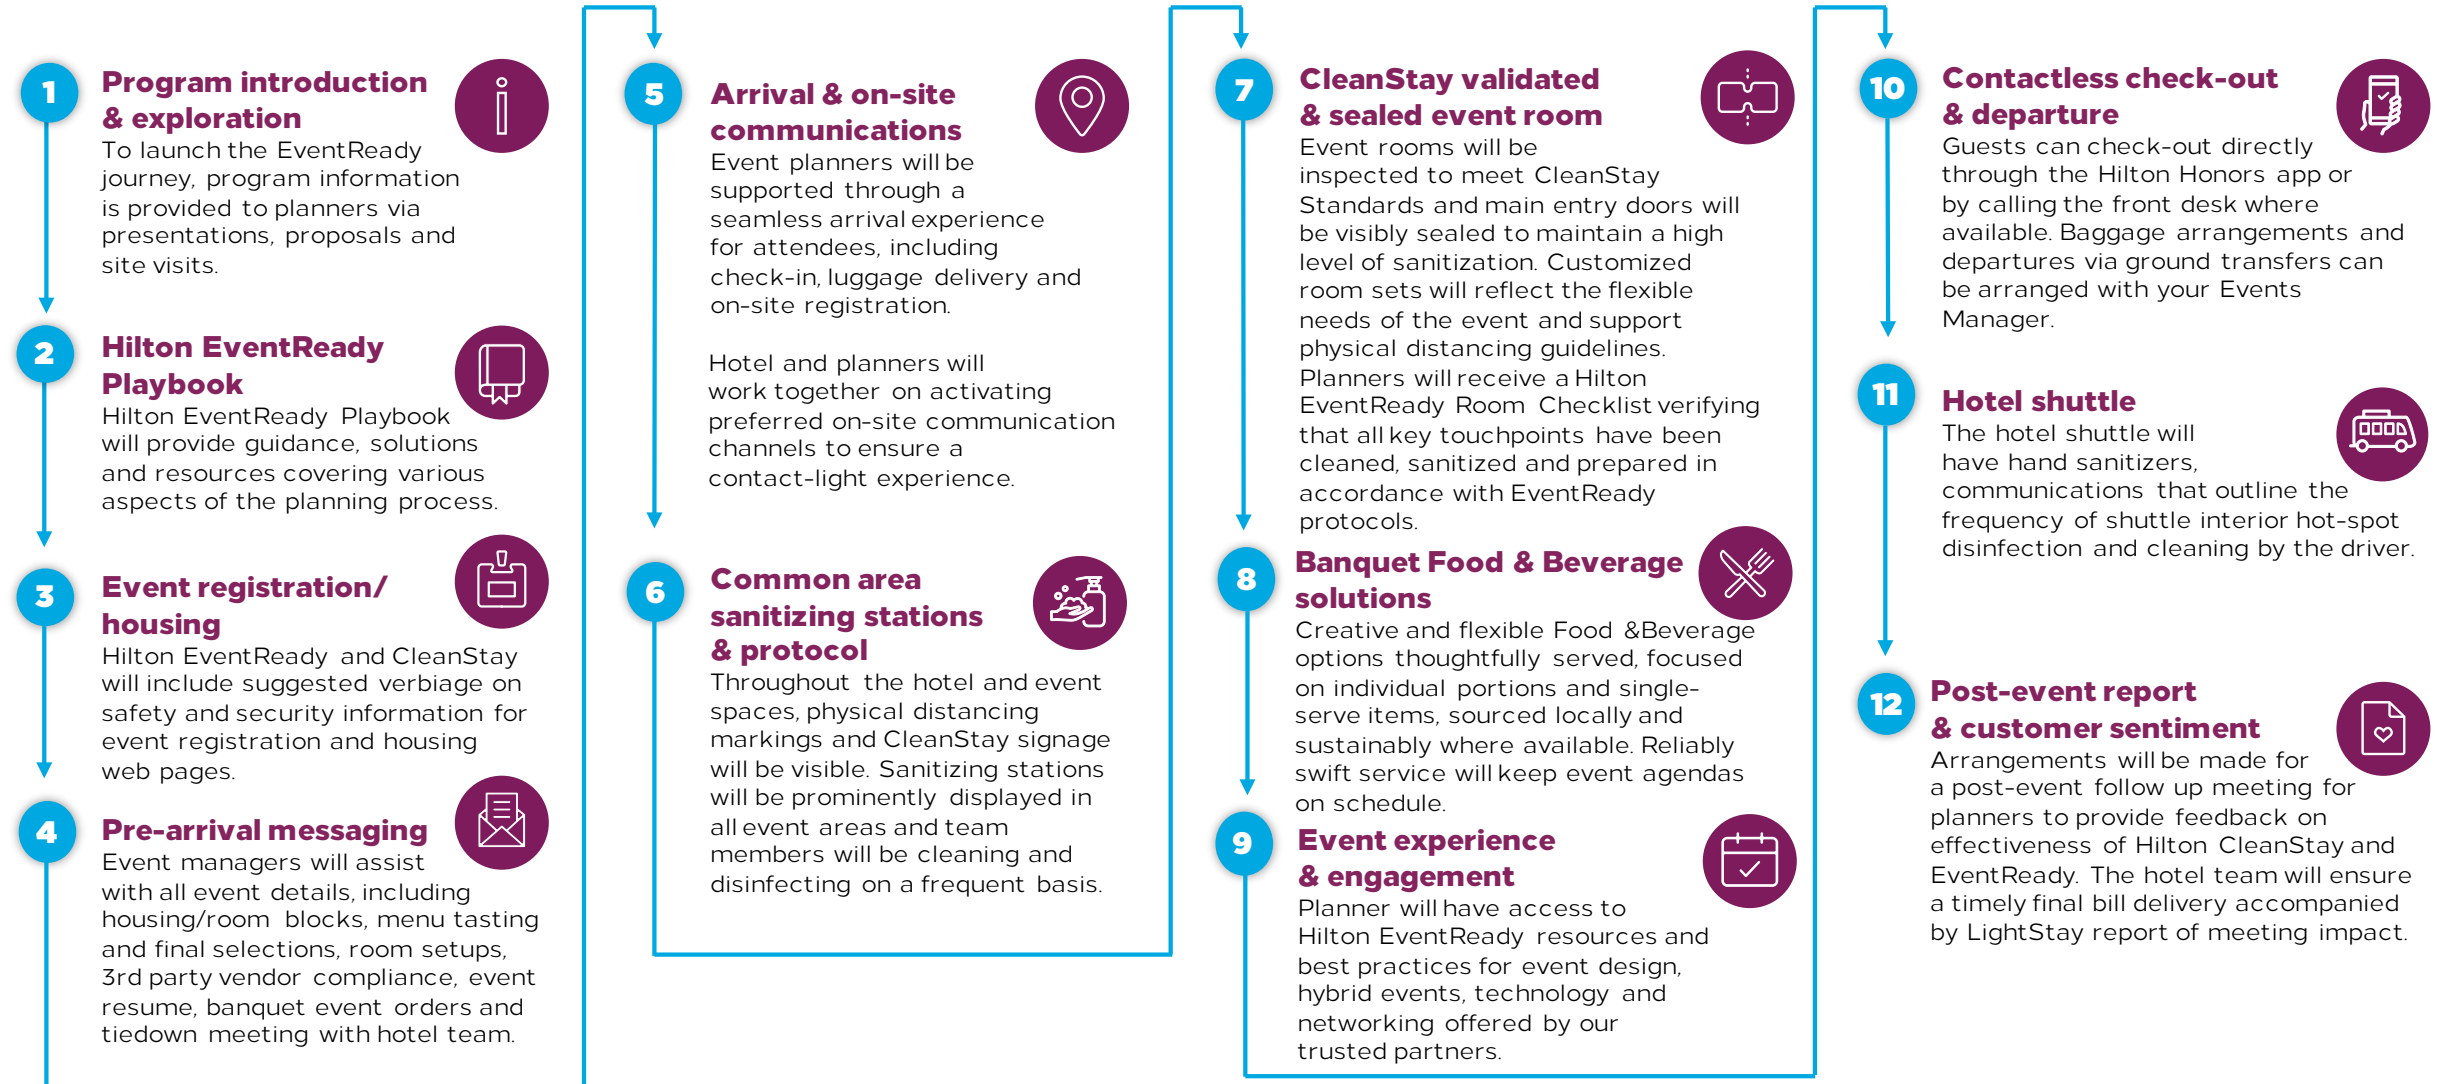 1
Program introduction
& exploration
To launch the EventReady
journey, program information
is provided to planners via
presentations, proposals and
site visits.
2
Hilton EventReady
Playbook
Hilton EventReady Playbook
will provide guidance, solutions
and resources covering various
aspects of the planning process.
3
Event registration/
housing
Hilton EventReady and CleanStay
will include suggested verbiage on
safety and security information for
event registration and housing
web pages.
4
Pre-arrival messaging
Event managers will assist
with all event details, including
housing/room blocks, menu tasting
and final selections, room setups,
3rd party vendor compliance, event
resume, banquet event orders and
tiedown meeting with hotel team.
5
Arrival & on-site
communications
Event planners will be
supported through a
seamless arrival experience
for attendees, including
check-in, luggage delivery and
on-site registration.
Hotel and planners will
work together on activating
preferred on-site communication
channels to ensure a
contact-light experience.
6
Common area
sanitizing stations
& protocol
Throughout the hotel and event
spaces, physical distancing
markings and CleanStay signage
will be visible. Sanitizing stations
will be prominently displayed in
all event areas and team
members will be cleaning and
disinfecting on a frequent basis.
7
CleanStay validated
& sealed event room
Event rooms will be
inspected to meet CleanStay
Standards and main entry doors will
be visibly sealed to maintain a high
level of sanitization. Customized
room sets will reflect the flexible
needs of the event and support
physical distancing guidelines.
Planners will receive a Hilton
EventReady Room Checklist verifying
that all key touchpoints have been
cleaned, sanitized and prepared in
accordance with EventReady
protocols.
8
Banquet Food & Beverage
solutions
Creative and flexible Food &Beverage
options thoughtfully served, focused
on individual portions and single-
serve items, sourced locally and
sustainably where available. Reliably
swift service will keep event agendas
on schedule.
9
Event experience
& engagement
Planner will have access to
Hilton EventReady resources and
best practices for event design,
hybrid events, technology and
networking offered by our
trusted partners.
10
Contactless check-out
& departure
Guests can check-out directly
through the Hilton Honors app or
by calling the front desk where
available. Baggage arrangements and
departures via ground transfers can
be arranged with your Events
Manager.
11
Hotel shuttle
The hotel shuttle will
have hand sanitizers,
communications that outline the
frequency of shuttle interior hot-spot
disinfection and cleaning by the driver.
12
Post-event report
& customer sentiment
Arrangements will be made for
a post-event follow up meeting for
planners to provide feedback on
effectiveness of Hilton CleanStay and
EventReady. The hotel team will ensure
a timely final bill delivery accompanied
by LightStay report of meeting impact.